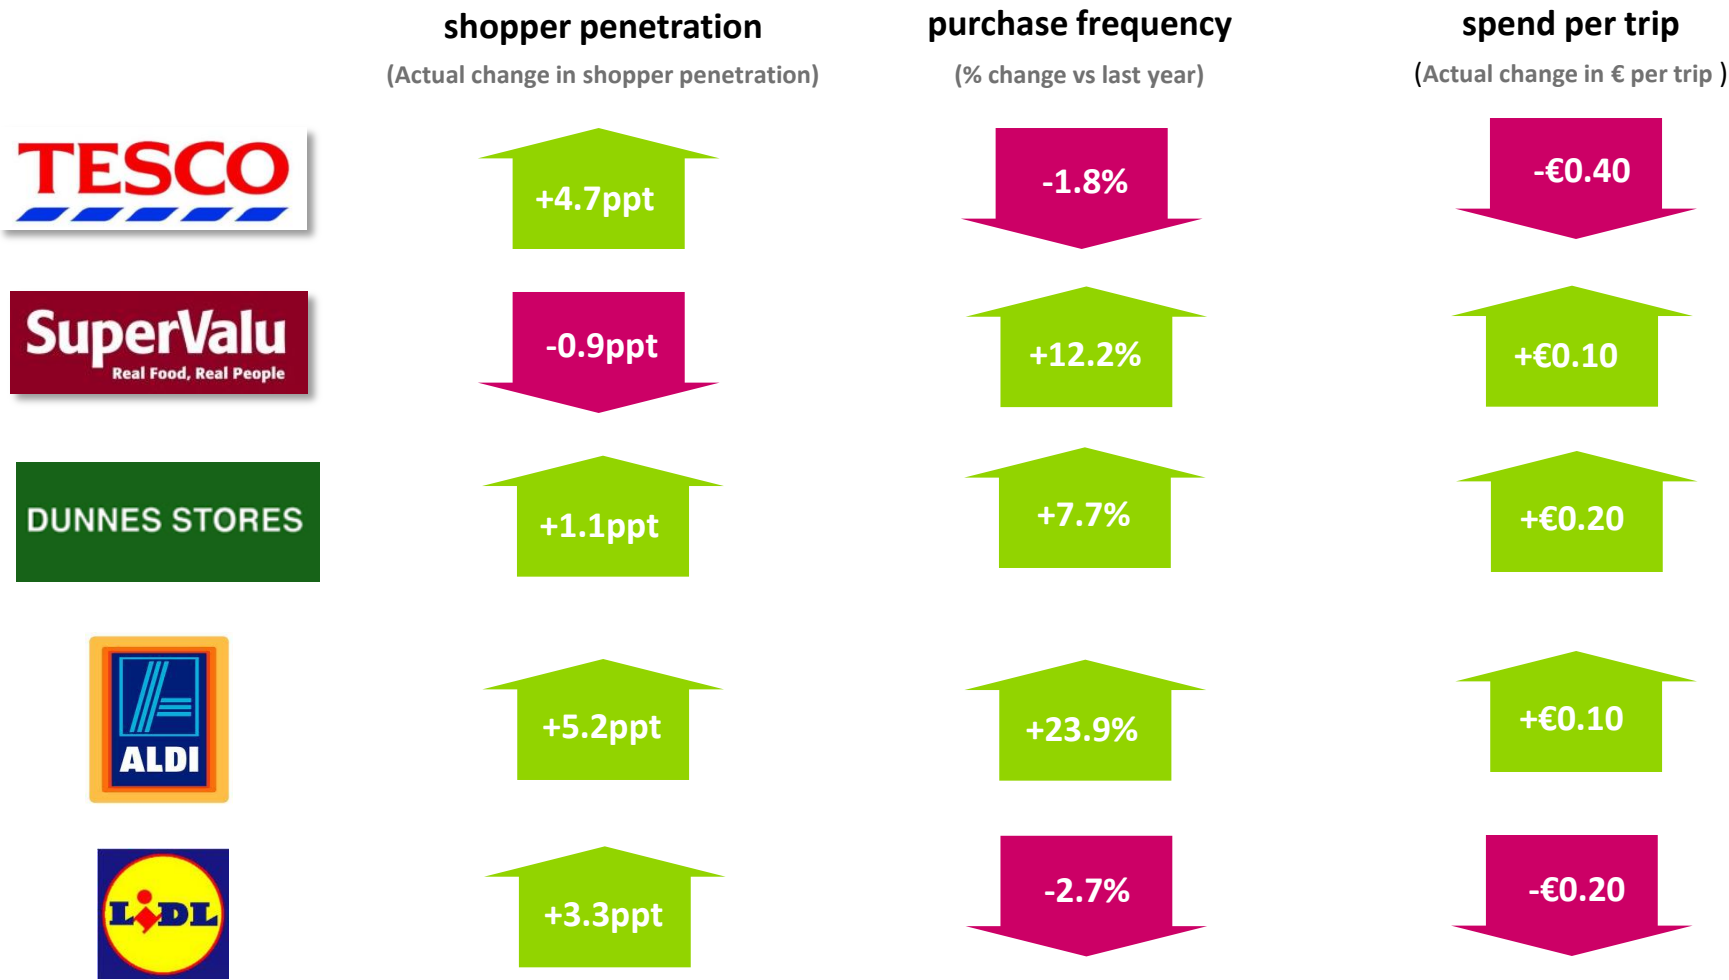 shopper penetration
(Actual change in shopper penetration)
purchase frequency
(% change vs last year)
spend per trip
(Actual change in € per trip )
TESCO
+4.7ppt
-1.8%
-€0.40
SuperValu
Real Food, Real People
-0.9ppt
+12.2%
+€0.10
DUNNES STORES
+1.1ppt
+7.7%
+€0.20
ALDI
+5.2ppt
+23.9%
+€0.10
LiDL
+3.3ppt
-2.7%
-€0.20